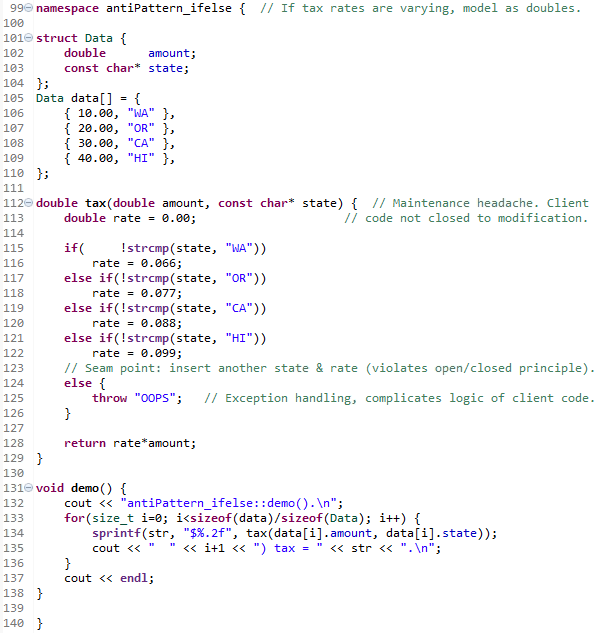 99 namespace antiPattern_ifelse {  // If tax rates are varying, model as doubles.
100
101 struct Data {
102     double      amount;
103     const char* state;
104 };
105 Data data[] = {
106     { 10.00, "WA" },
107     { 20.00, "OR" },
108     { 30.00, "CA" },
109     { 40.00, "HI" },
110 };
111
112 double tax(double amount, const char* state) {  // Maintenance headache. Client
113     double rate = 0.00;                     // code not closed to modification.
114
115     if(     !strcmp(state, "WA"))
116         rate = 0.066;
117     else if(!strcmp(state, "OR"))
118         rate = 0.077;
119     else if(!strcmp(state, "CA"))
120         rate = 0.088;
121     else if(!strcmp(state, "HI"))
122         rate = 0.099;
123     // Seam point: insert another state & rate (violates open/closed principle).
124     else {
125         throw "OOPS";   // Exception handling, complicates logic of client code.
126     }
127
128     return rate*amount;
129 }
130
131 void demo() {
132     cout << "antiPattern_ifelse::demo().\n";
133     for(size_t i=0; i<sizeof(data)/sizeof(Data); i++) {
134         sprintf(str, "$%.2f", tax(data[i].amount, data[i].state));
135         cout << "  " << i+1 << ") tax = " << str << ".\n";
136     }
137     cout << endl;
138 }
139
140 }